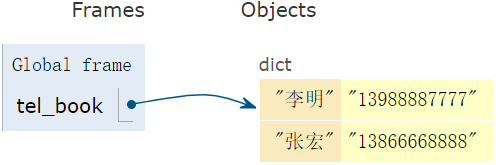 Frames Objects
Global frame
tel_book
dict
"李明" "13988887777"
"张宏" "13866668888"